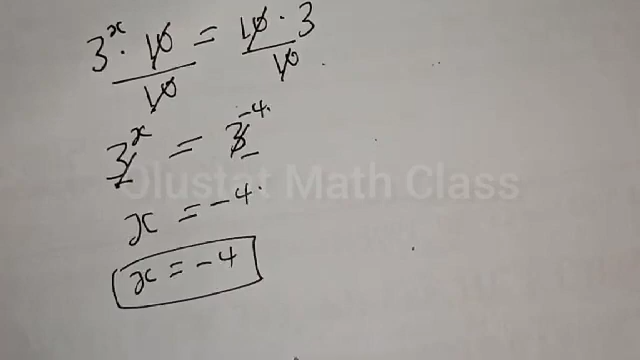 3^x · 10 / 10 = 10 · 3 / 10
3^x = 3^-4.
Olustat Math Class
x = -4.
x = -4